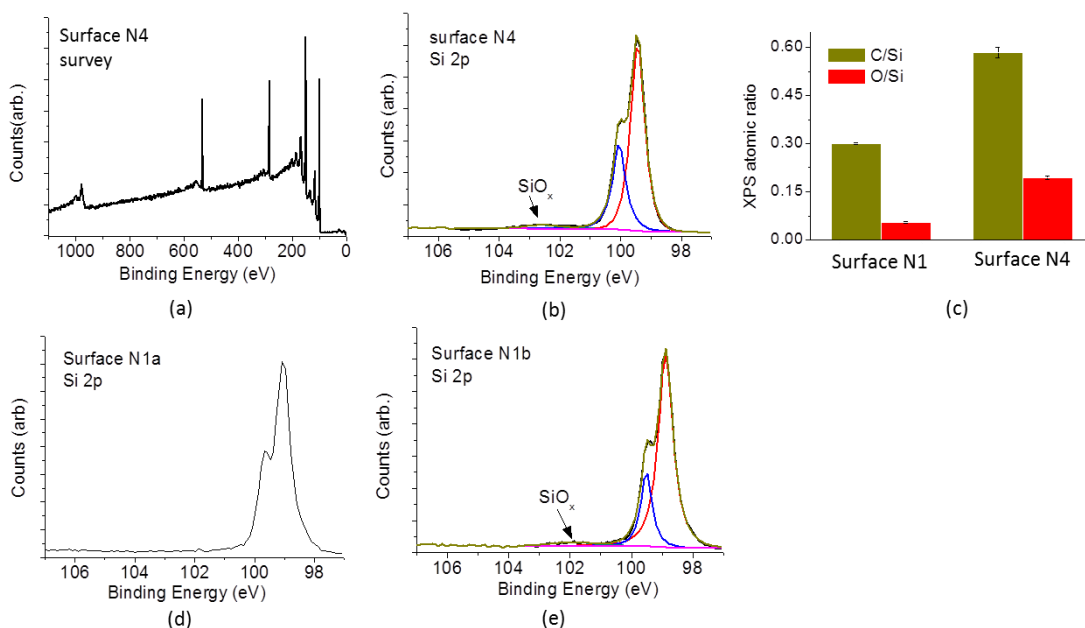 Surface N4
survey
Counts(arb.)
1000 800 600 400 200 0
Binding Energy (eV)
(a)
surface N4
Si 2p
Counts (arb.)
SiOx
106 104 102 100 98
Binding Energy (eV)
(b)
C/Si
O/Si
XPS atomic ratio
0.60
0.45
0.30
0.15
0.00
Surface N1 Surface N4
(c)
Surface N1a
Si 2p
Counts (arb)
106 104 102 100 98
Binding Energy (eV)
(d)
Surface N1b
Si 2p
Counts (arb.)
SiOx
106 104 102 100 98
Binding Energy (eV)
(e)